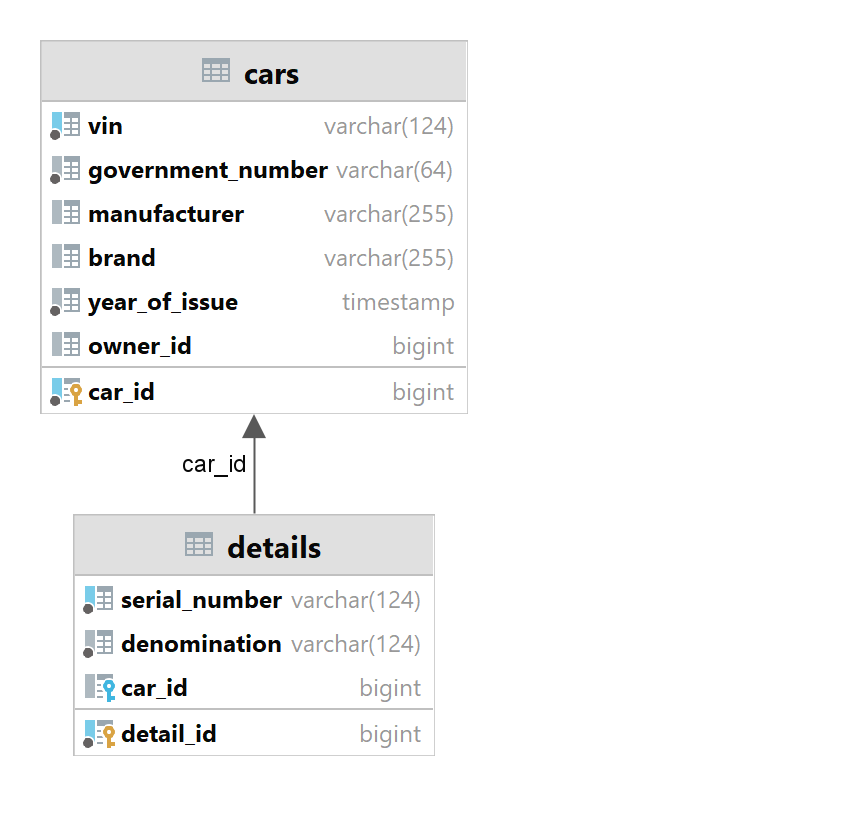 cars
vin varchar(124)
government_number varchar(64)
manufacturer varchar(255)
brand varchar(255)
year_of_issue timestamp
owner_id bigint
car_id bigint
car_id
details
serial_number varchar(124)
denomination varchar(124)
car_id bigint
detail_id bigint